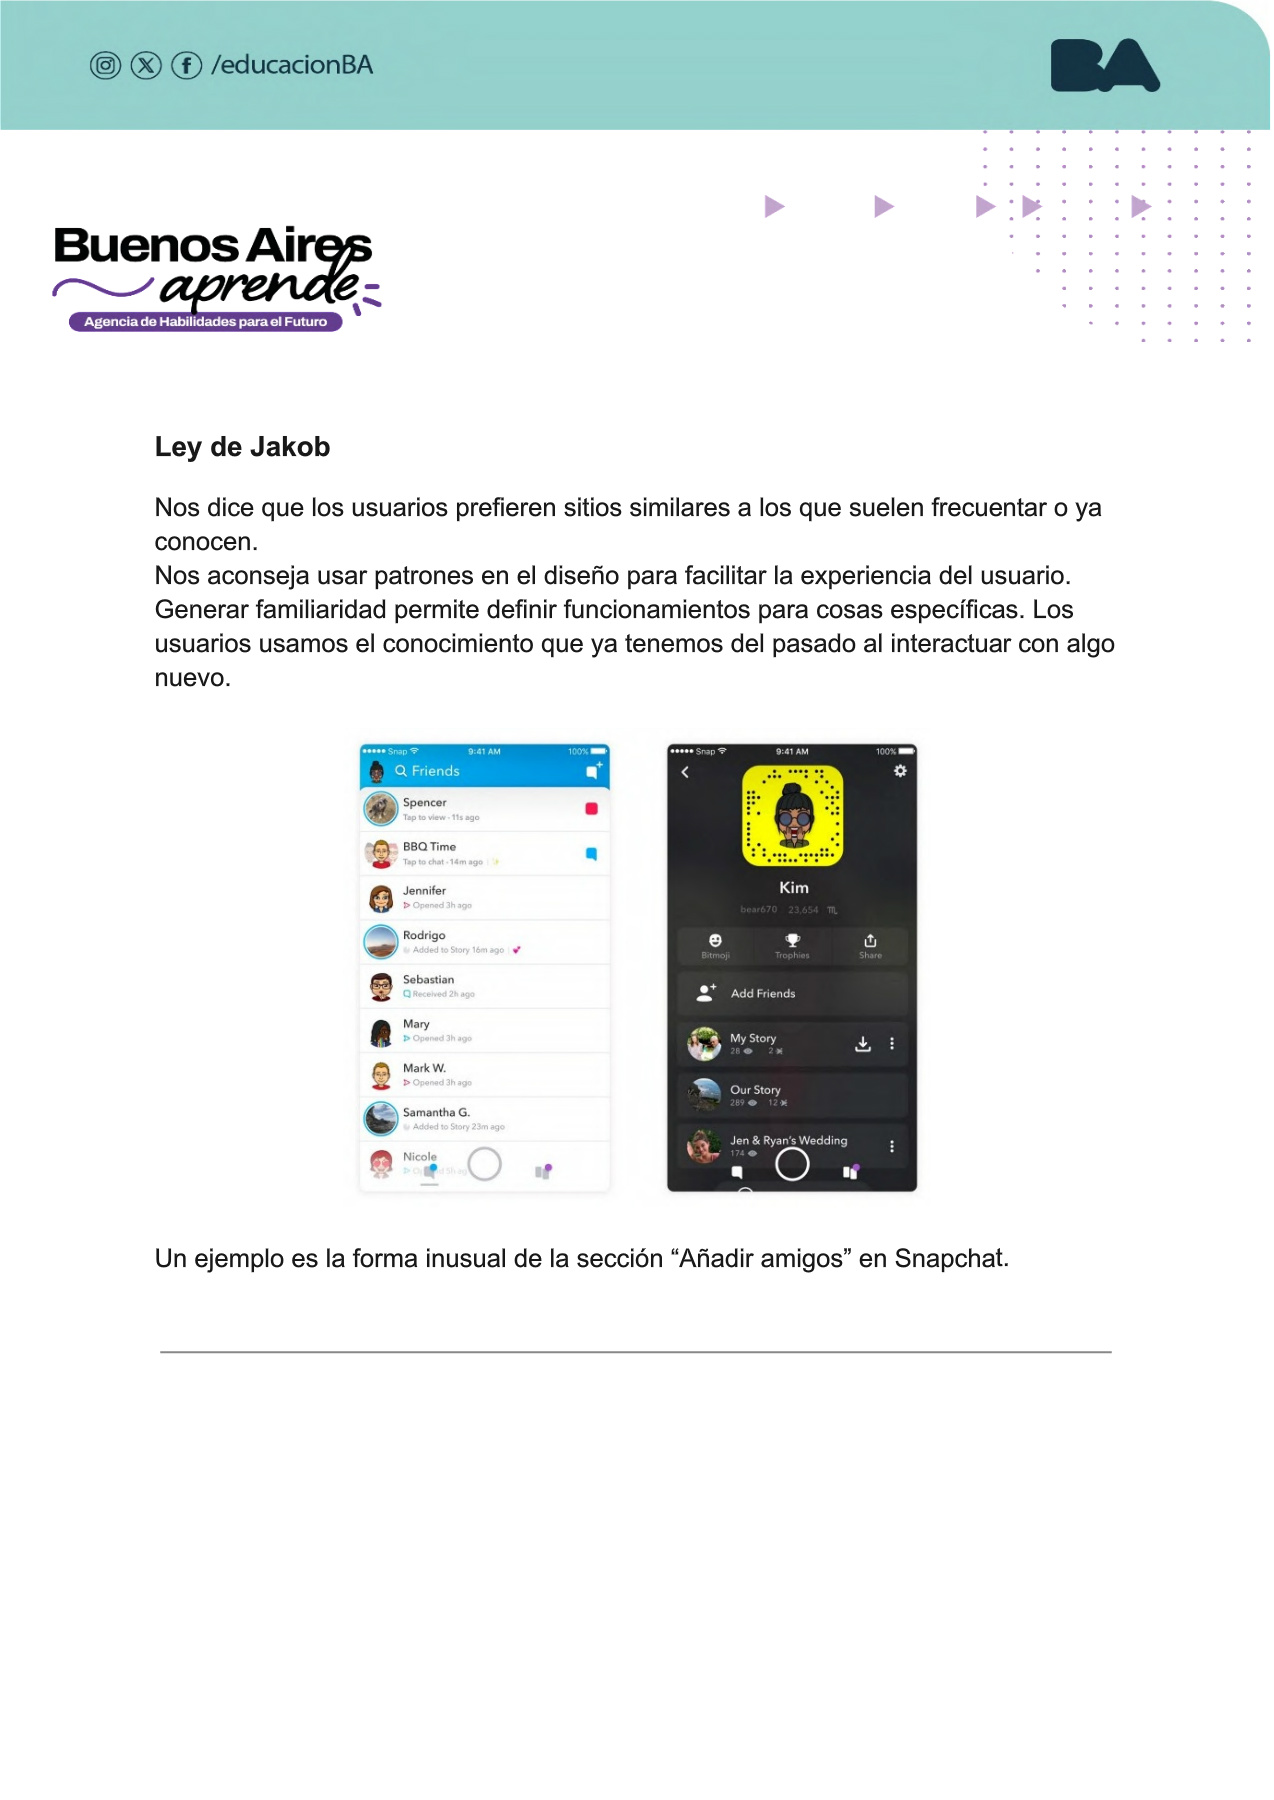 /educacionBA
BA
Buenos Aires
aprende
Agencia de Habilidades para el Futuro
Ley de Jakob
Nos dice que los usuarios prefieren sitios similares a los que suelen frecuentar o ya
conocen.
Nos aconseja usar patrones en el diseño para facilitar la experiencia del usuario.
Generar familiaridad permite definir funcionamientos para cosas específicas. Los
usuarios usamos el conocimiento que ya tenemos del pasado al interactuar con algo
nuevo.
Snap 9:41 AM 100%
Friends
Spencer
Tap to view - 11s ago
BBQ Time
Tap to chat - 14m ago
Jennifer
Opened 3h ago
Rodrigo
Added to Story 16m ago
Sebastian
Received 2h ago
Mary
Opened 3h ago
Mark W.
Opened 3h ago
Samantha G.
Added to Story 23m ago
Nicole
Snap 9:41 AM 100%
Kim
bear670 23,654
Bitmoji Trophies Share
Add Friends
My Story
28 2
Our Story
289 12
Jen & Ryan's Wedding
174
Un ejemplo es la forma inusual de la sección “Añadir amigos” en Snapchat.